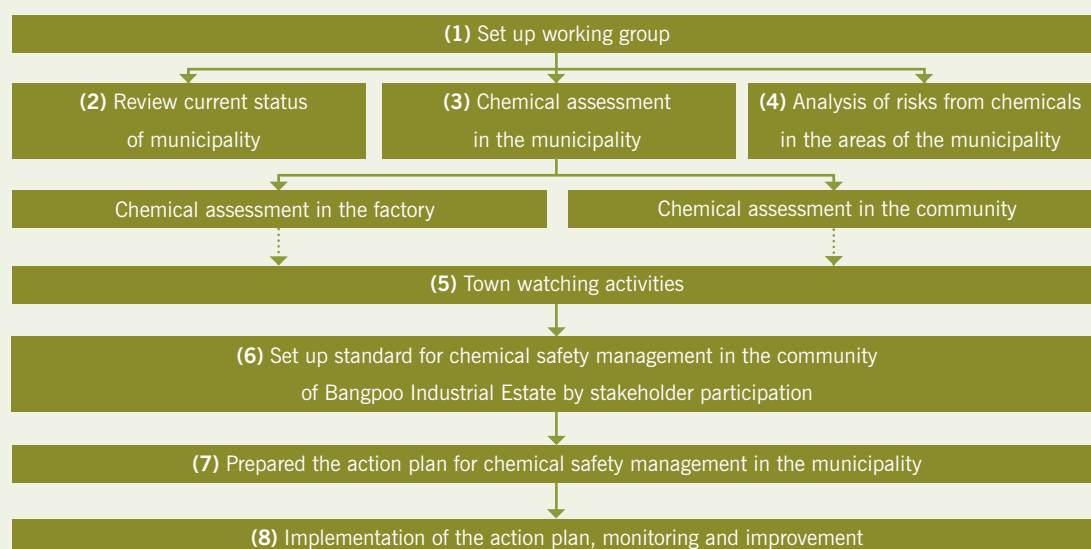 (1) Set up working group
(2) Review current status
of municipality
(3) Chemical assessment
in the municipality
(4) Analysis of risks from chemicals
in the areas of the municipality
Chemical assessment in the factory
Chemical assessment in the community
(5) Town watching activities
(6) Set up standard for chemical safety management in the community
of Bangpoo Industrial Estate by stakeholder participation
(7) Prepared the action plan for chemical safety management in the municipality
(8) Implementation of the action plan, monitoring and improvement